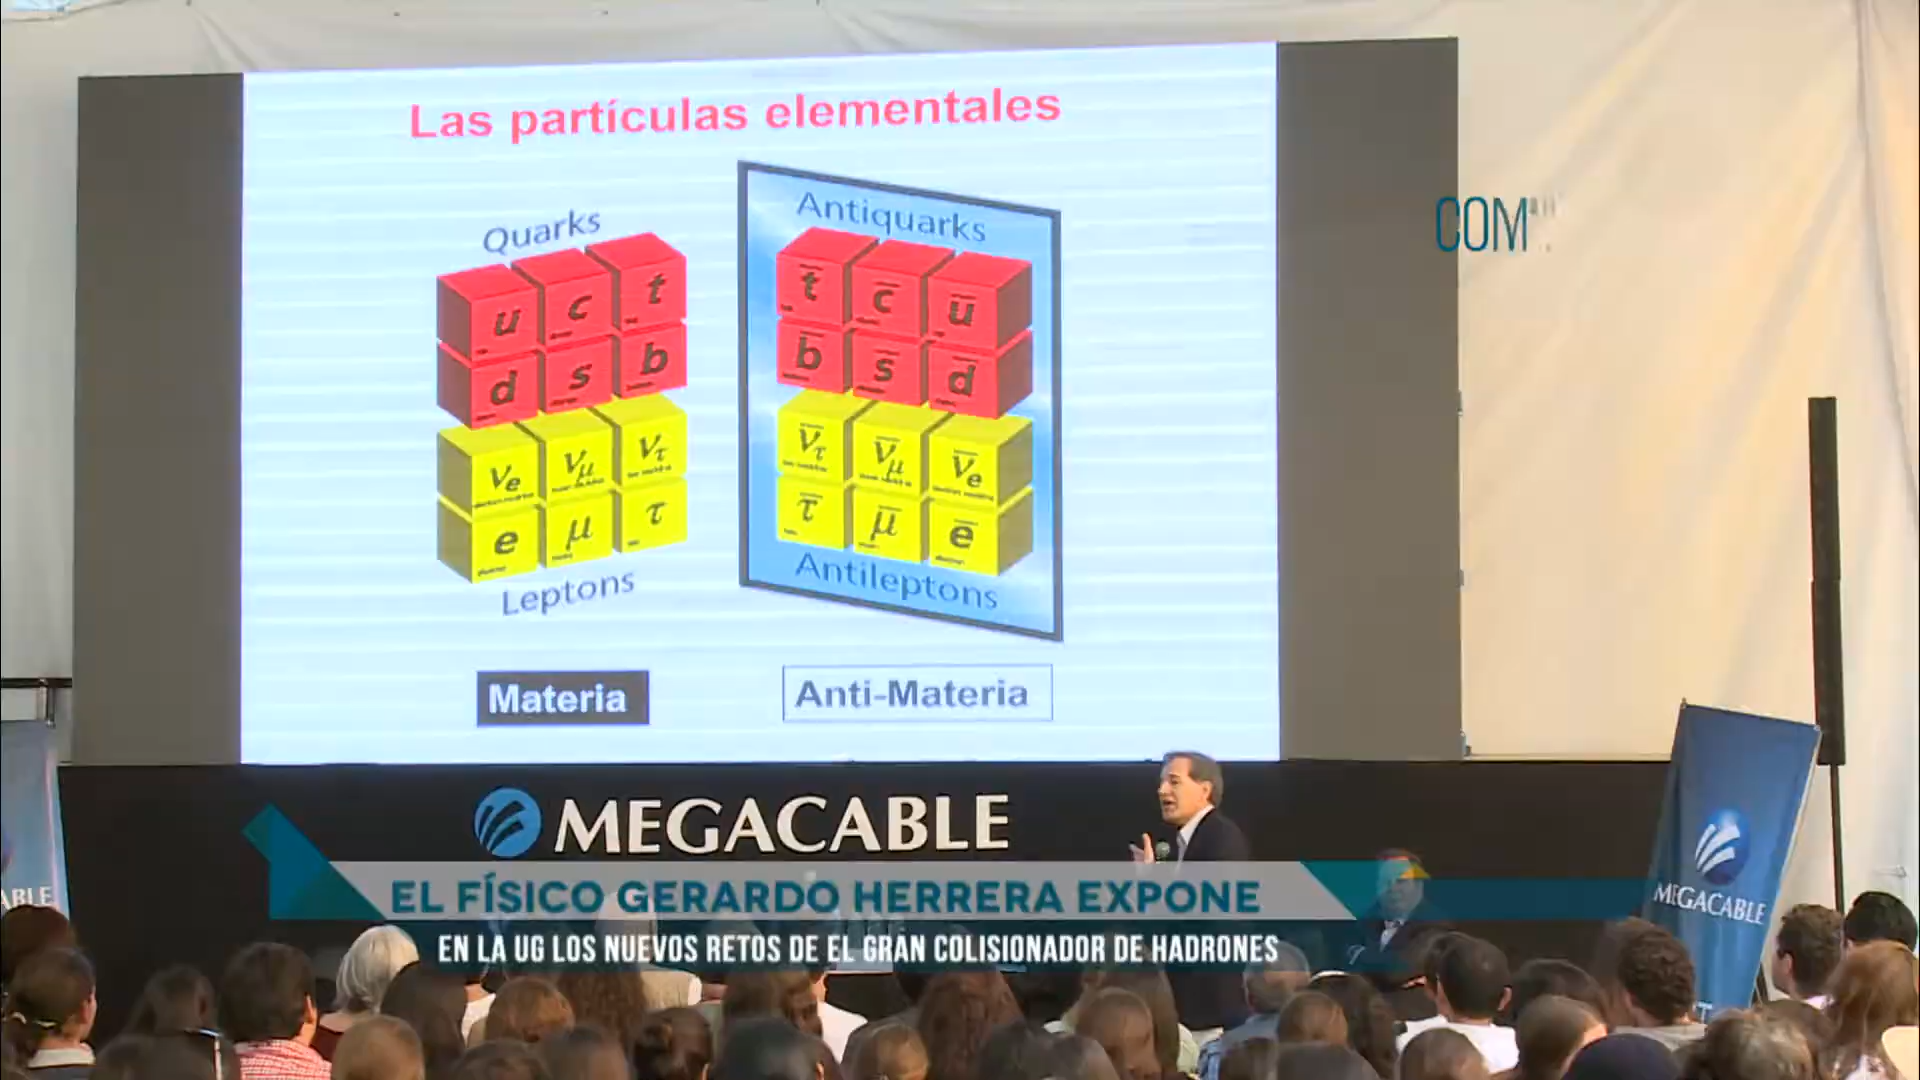 Las partículas elementales
Quarks
Antiquarks
u c t
d s b
νe νμ ντ
e μ τ
Leptons
t̅ c̅ u̅
b̅ s̅ d̅
ν̅τ ν̅μ ν̅e
τ̅ μ̅ e̅
Antileptons
Materia
Anti-Materia
COM
MEGACABLE
EL FÍSICO GERARDO HERRERA EXPONE
EN LA UG LOS NUEVOS RETOS DE EL GRAN COLISIONADOR DE HADRONES
MEGACABLE
ABLE